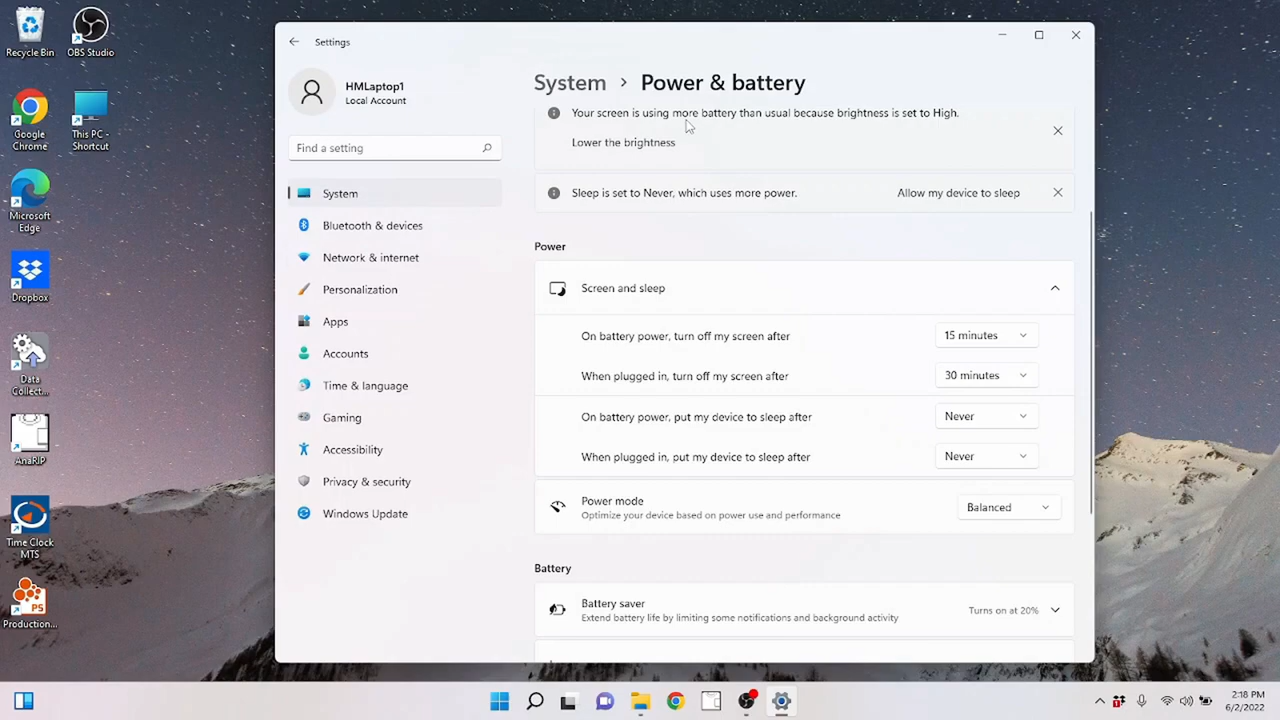 Recycle Bin
OBS Studio
Google
Chrome
This PC -
Shortcut
Microsoft
Edge
Dropbox
Data
Collect...
AnaRIP
Time Clock
MTS
PS
Production...
Settings
HMLaptop1
Local Account
Find a setting
System
Bluetooth & devices
Network & internet
Personalization
Apps
Accounts
Time & language
Gaming
Accessibility
Privacy & security
Windows Update
System > Power & battery
Your screen is using more battery than usual because brightness is set to High.
Lower the brightness
Sleep is set to Never, which uses more power. Allow my device to sleep
Power
Screen and sleep
On battery power, turn off my screen after 15 minutes
When plugged in, turn off my screen after 30 minutes
On battery power, put my device to sleep after Never
When plugged in, put my device to sleep after Never
Power mode
Optimize your device based on power use and performance
Balanced
Battery
Battery saver
Extend battery life by limiting some notifications and background activity
Turns on at 20%
2:18 PM
6/2/2022